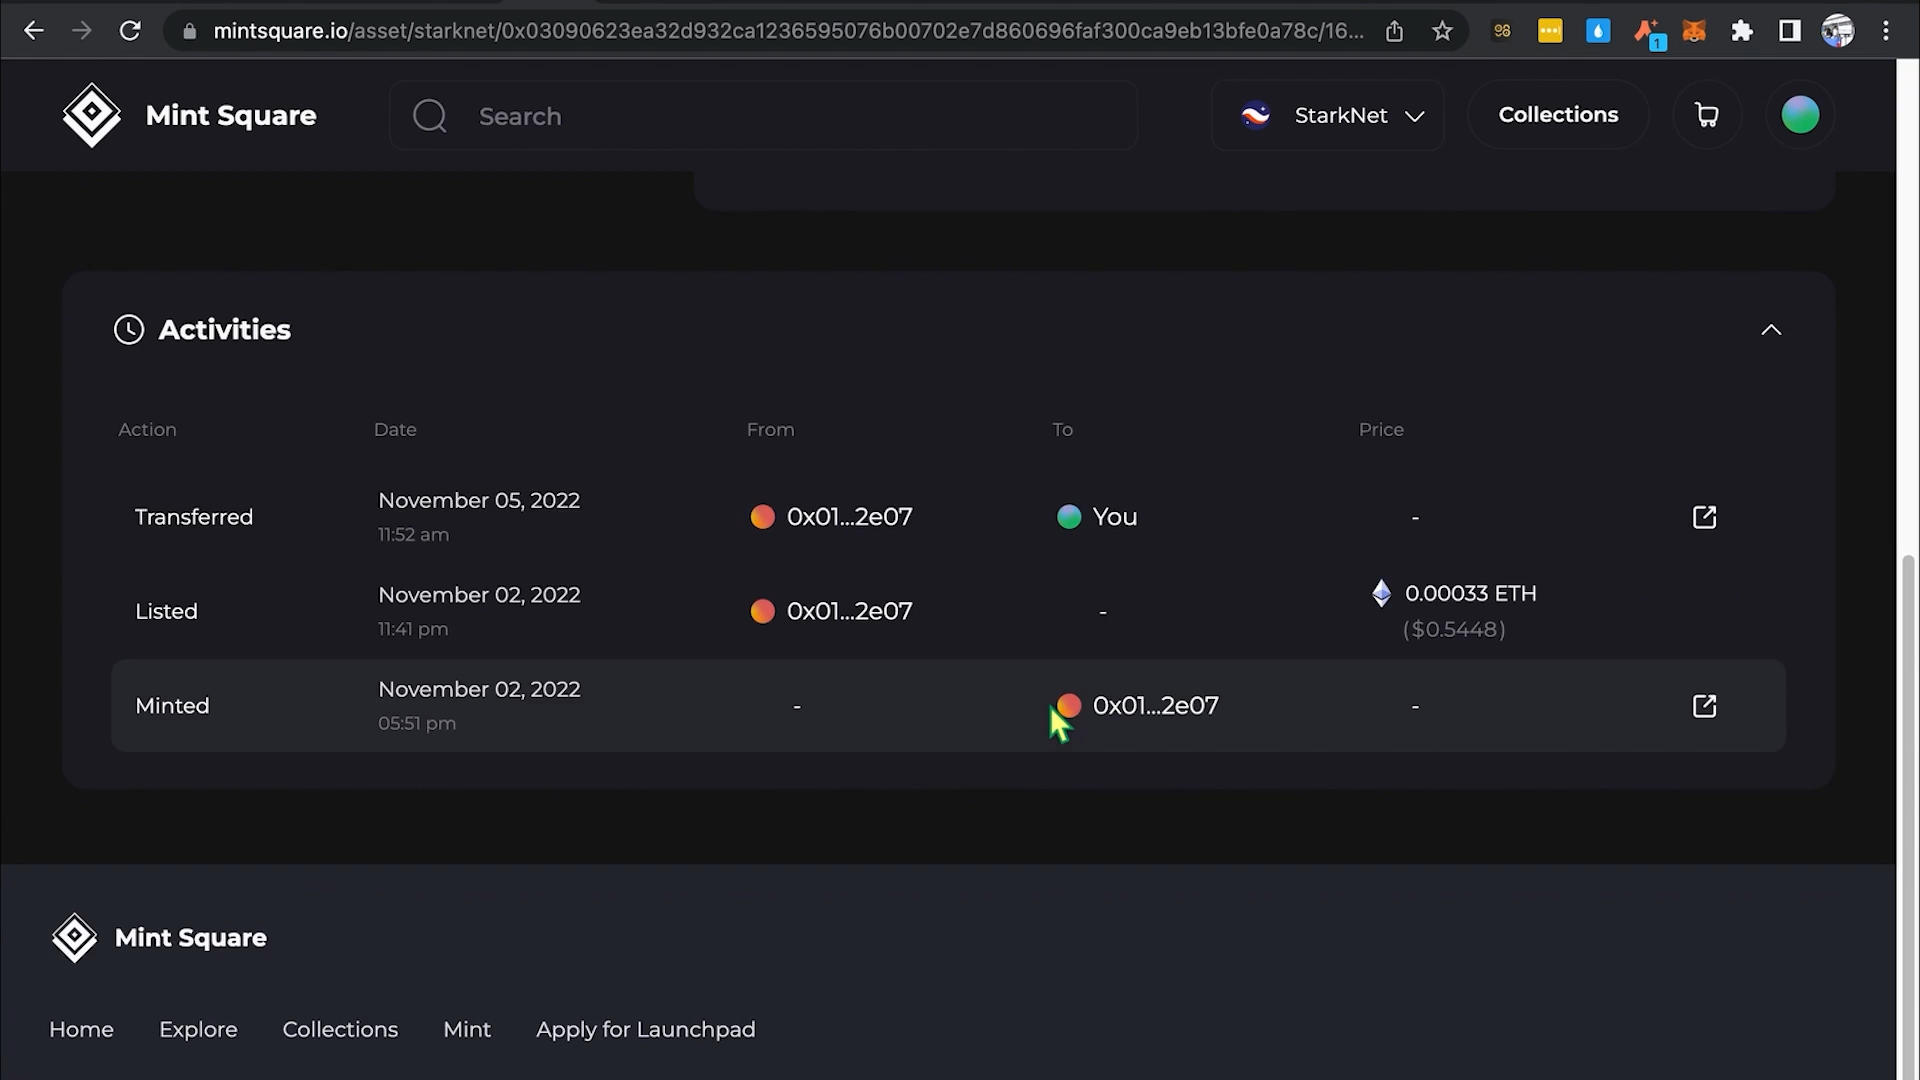 mintsquare.io/asset/starknet/0x03090623ea32d932ca1236595076b00702e7d860696faf300ca9eb13bfe0a78c/16...
98
1
Mint Square
Search
StarkNet
Collections
Activities
Action Date From To Price
Transferred November 05, 2022 11:52 am 0x01...2e07 You -
Listed November 02, 2022 11:41 pm 0x01...2e07 - 0.00033 ETH ($0.5448)
Minted November 02, 2022 05:51 pm - 0x01...2e07 -
Mint Square
Home Explore Collections Mint Apply for Launchpad